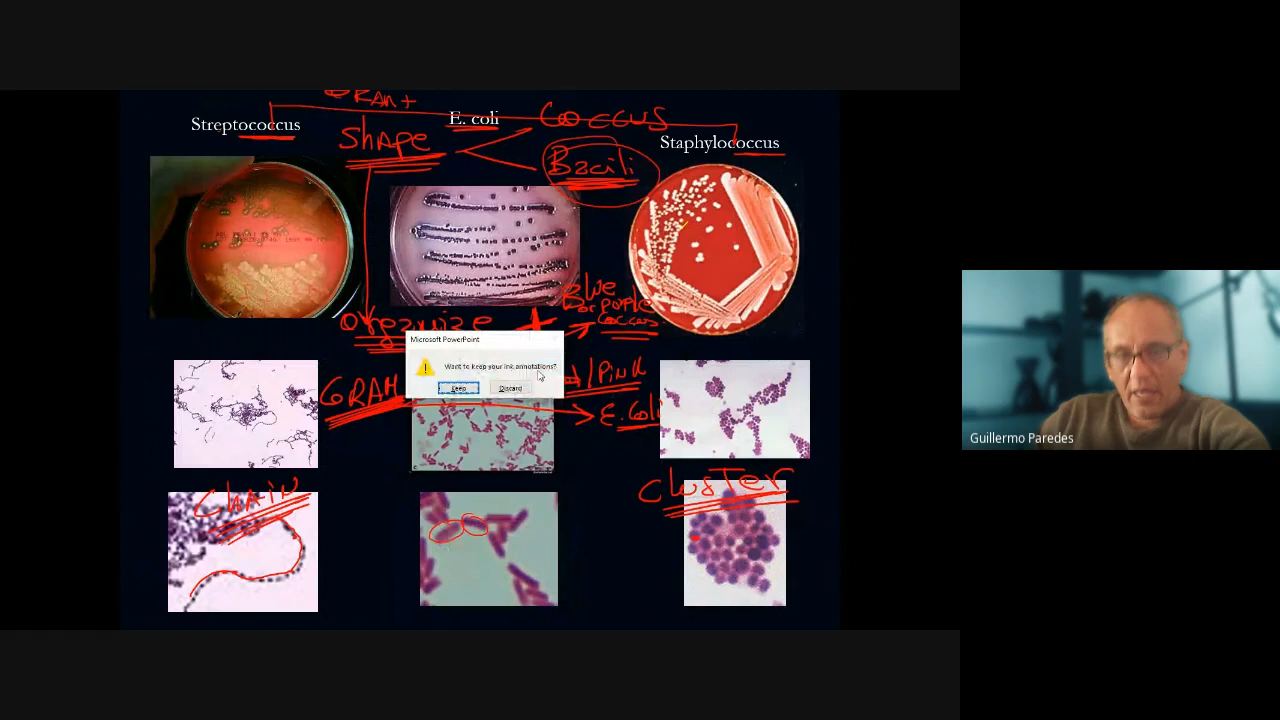 GRAM +
Streptococcus
E. coli
Coccus
Shape
Staphylococcus
Bacili
Blue
or purple
Organize +
Coccus
Microsoft PowerPoint
Want to keep your ink annotations?
Keep
Discard
GRAM
/Pink
E. Coli
Guillermo Paredes
Chain
Cluster